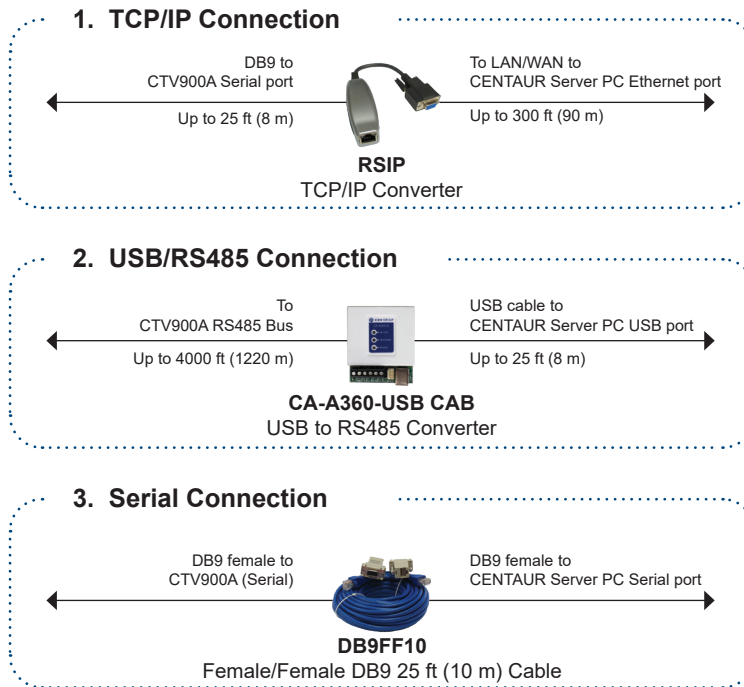 1. TCP/IP Connection
DB9 to
CTV900A Serial port
Up to 25 ft (8 m)
To LAN/WAN to
CENTAUR Server PC Ethernet port
Up to 300 ft (90 m)
RSIP
TCP/IP Converter
2. USB/RS485 Connection
To
CTV900A RS485 Bus
Up to 4000 ft (1220 m)
USB cable to
CENTAUR Server PC USB port
Up to 25 ft (8 m)
CA-A360-USB CAB
USB to RS485 Converter
3. Serial Connection
DB9 female to
CTV900A (Serial)
DB9 female to
CENTAUR Server PC Serial port
DB9FF10
Female/Female DB9 25 ft (10 m) Cable